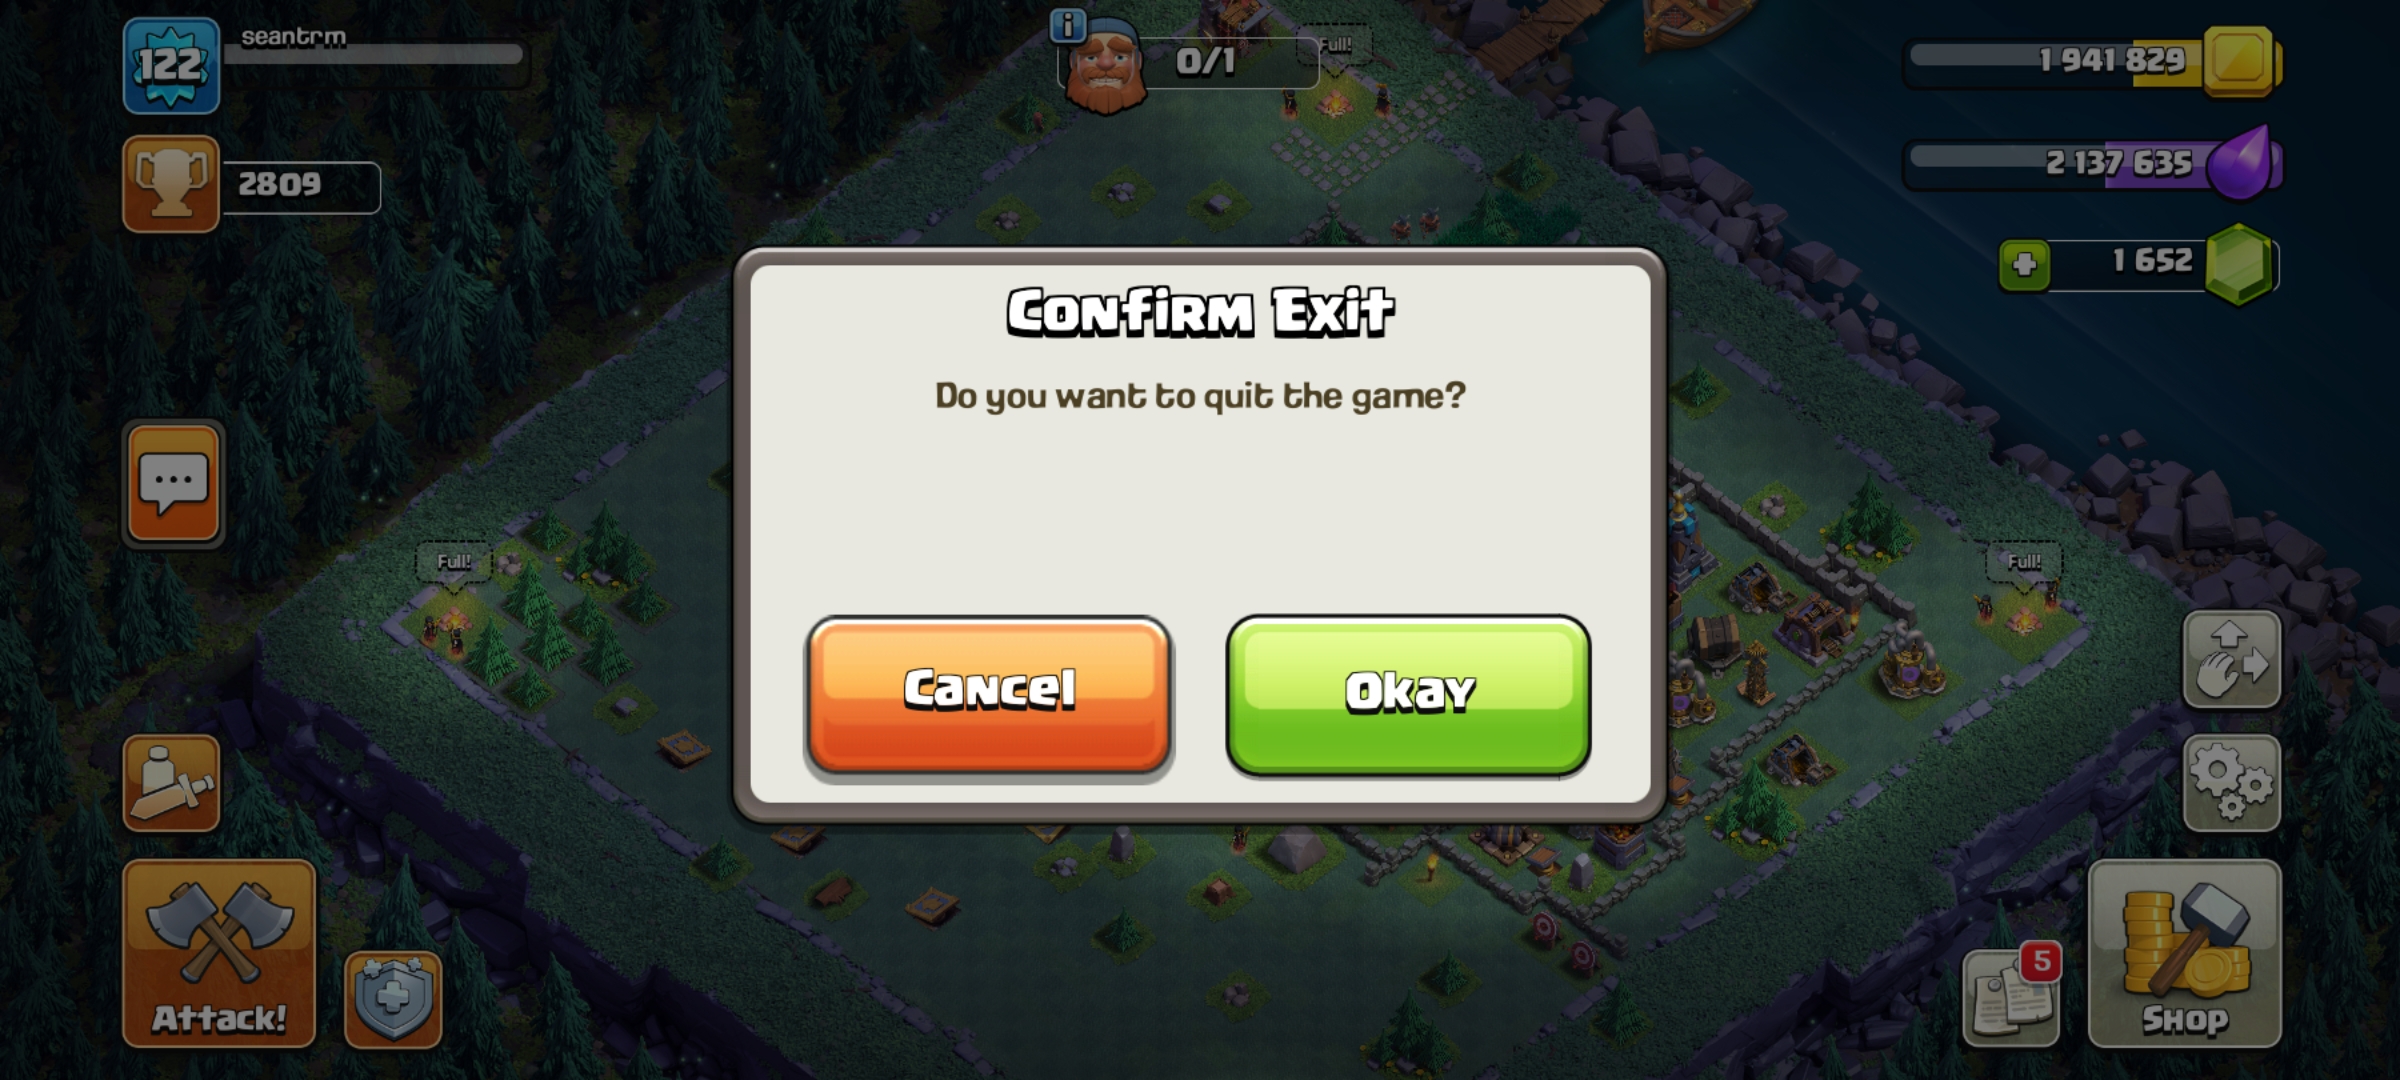 122
seantrm
i
0/1
Full!
1 941 829
2809
2 137 635
1 652
Confirm Exit
Do you want to quit the game?
Full!
Full!
Cancel
Okay
5
Attack!
Shop